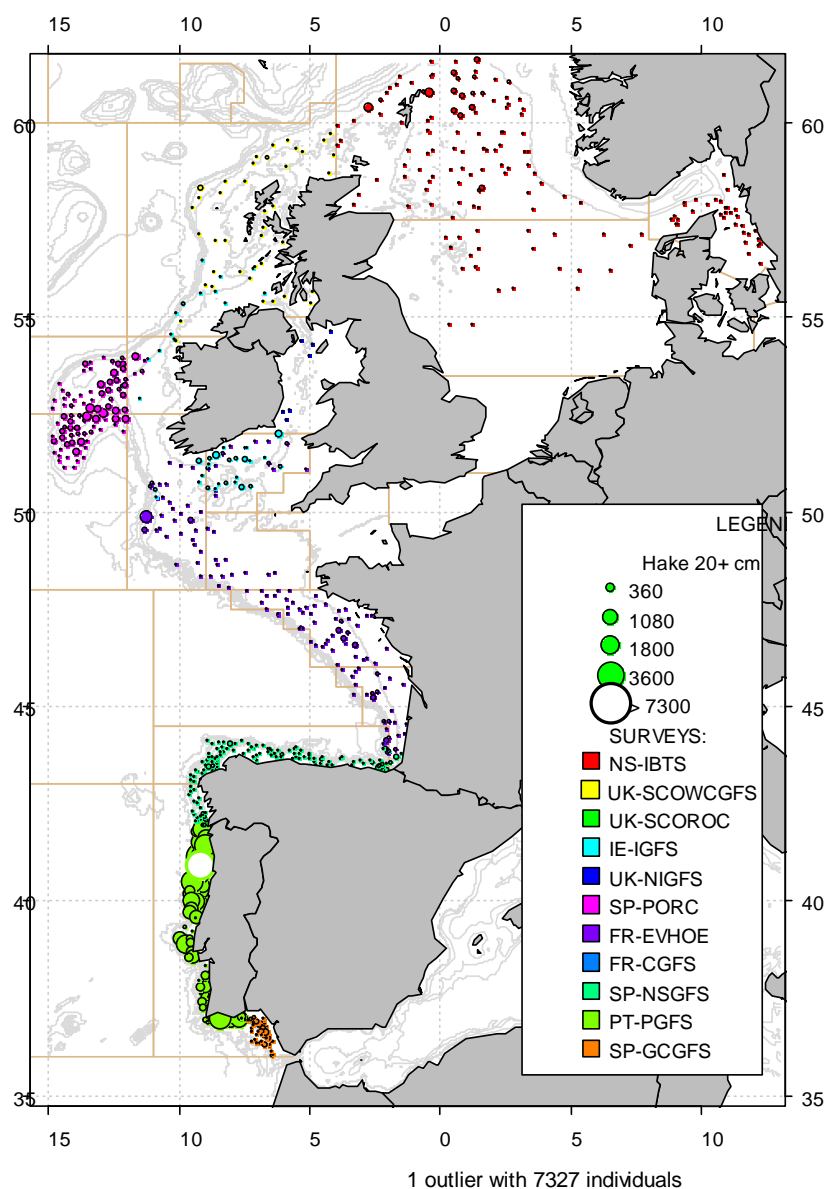 15 10 5 0 5 10
60 60
55 55
50 50
LEGEN
Hake 20+ cm
360
1080
1800
3600
> 7300
45 45
SURVEYS:
NS-IBTS
UK-SCOWCGFS
UK-SCOROC
IE-IGFS
UK-NIGFS
40 40
SP-PORC
FR-EVHOE
FR-CGFS
SP-NSGFS
PT-PGFS
SP-GCGFS
35 35
15 10 5 0 5 10
1 outlier with 7327 individuals